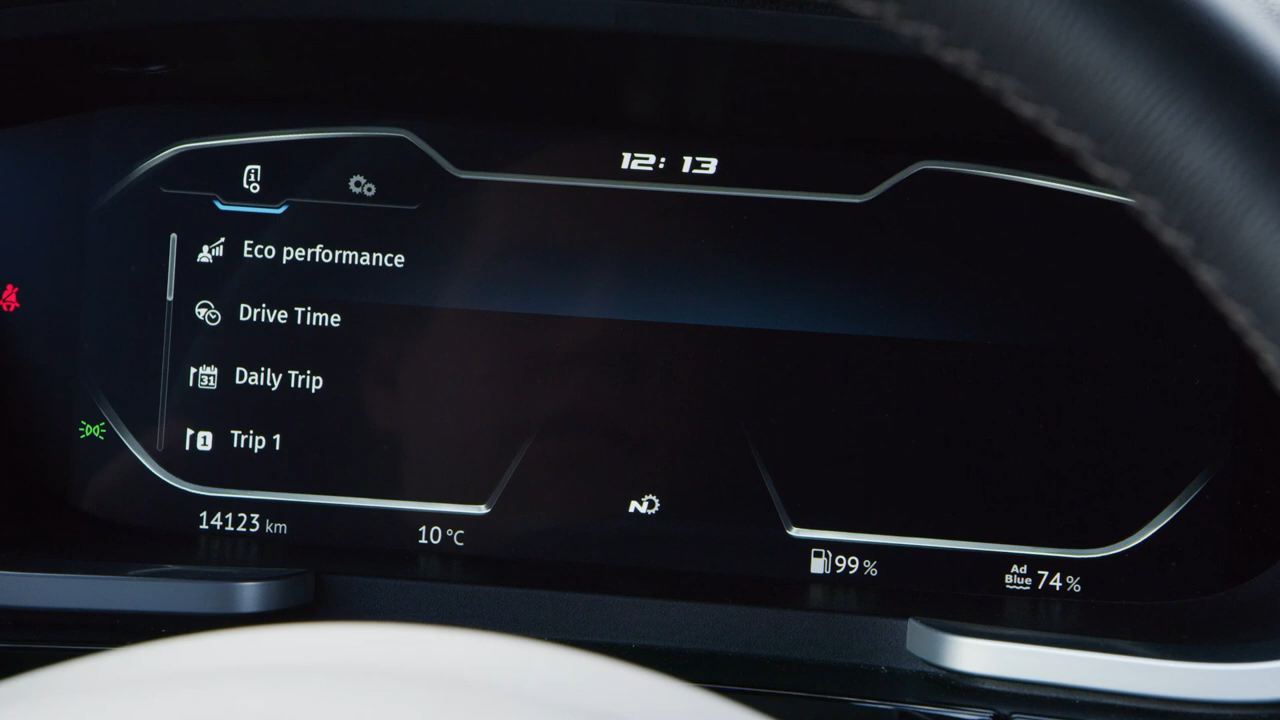 12: 13
Eco performance
Drive Time
31
Daily Trip
1
Trip 1
14123 km
10 °C
N
99 %
Ad
Blue
74 %